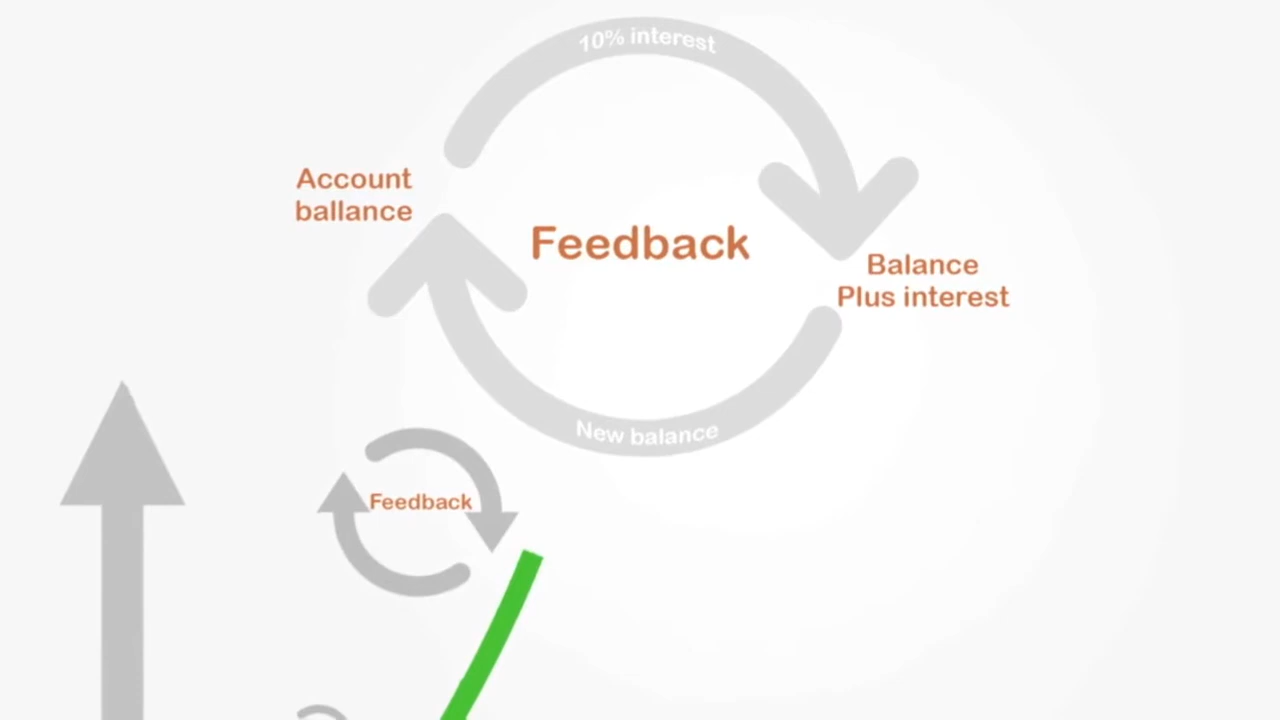 10% interest
Account
ballance
Feedback
Balance
Plus interest
New balance
Feedback